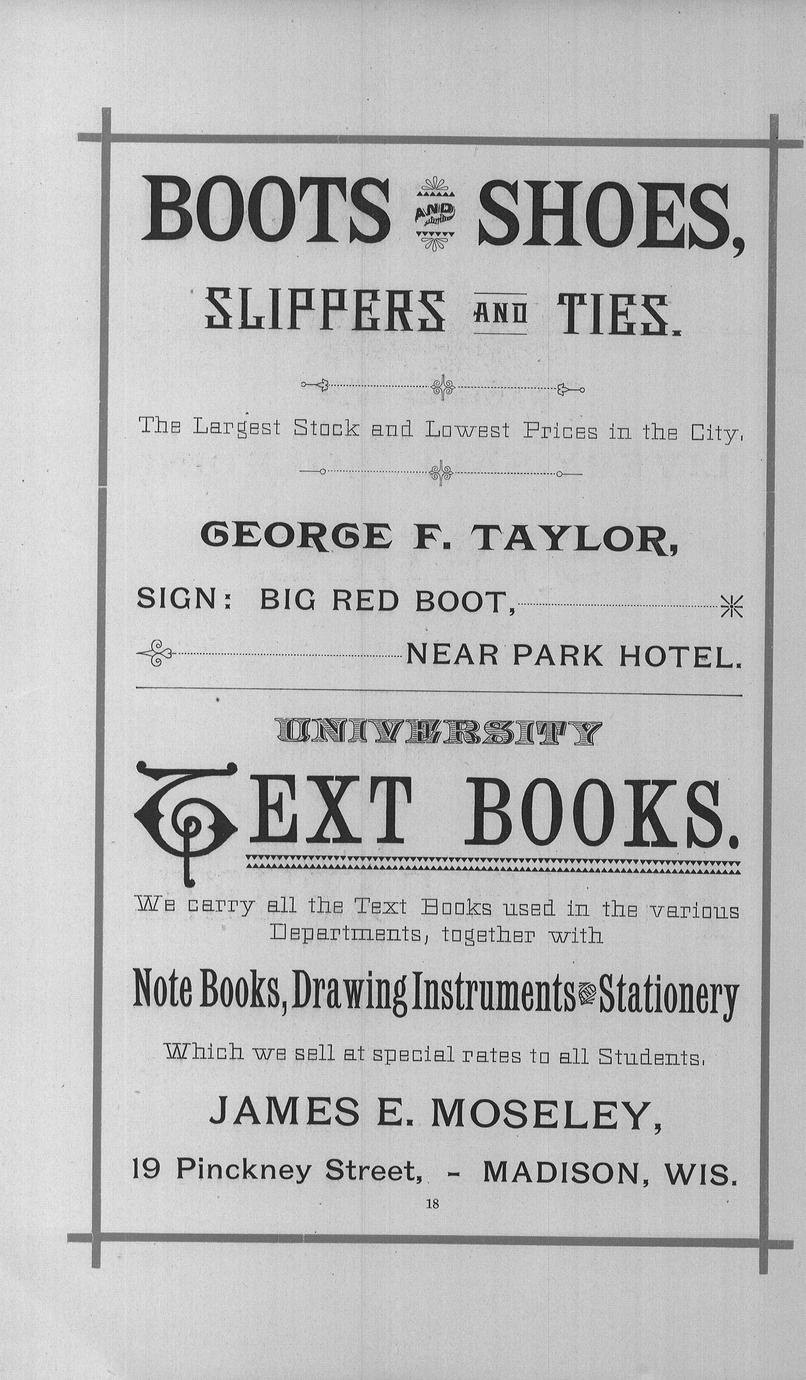 BOOTS AND SHOES,
SLIPPERS AND TIES.
The Largest Stock and Lowest Prices in the City.
GEORGE F. TAYLOR,
SIGN: BIG RED BOOT,
NEAR PARK HOTEL.
UNIVERSITY
TEXT BOOKS.
We carry all the Text Books used in the various
Departments, together with
Note Books, Drawing Instruments AND Stationery
Which we sell at special rates to all Students.
JAMES E. MOSELEY,
19 Pinckney Street, - MADISON, WIS.
18